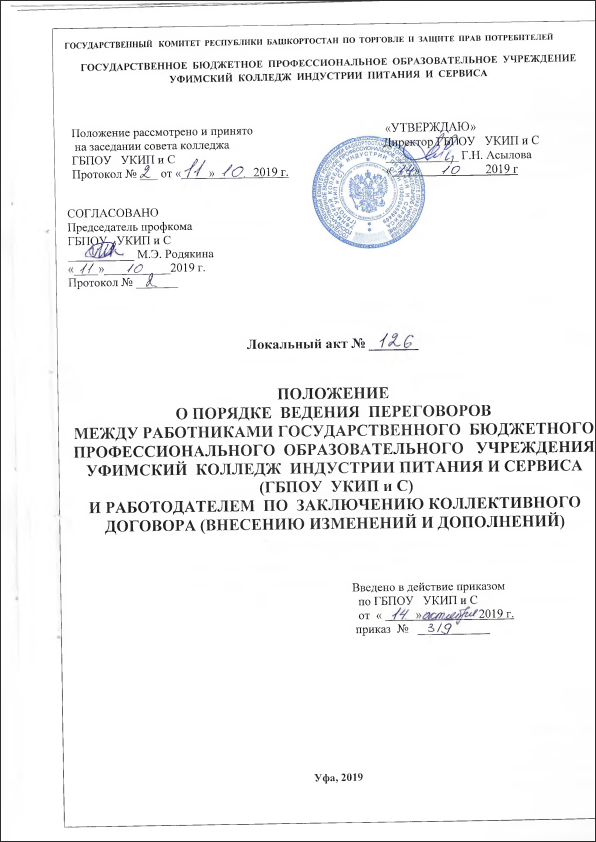 ГОСУДАРСТВЕННЫЙ КОМИТЕТ РЕСПУБЛИКИ БАШКОРТОСТАН ПО ТОРГОВЛЕ И ЗАЩИТЕ ПРАВ ПОТРЕБИТЕЛЕЙ
ГОСУДАРСТВЕННОЕ БЮДЖЕТНОЕ ПРОФЕССИОНАЛЬНОЕ ОБРАЗОВАТЕЛЬНОЕ УЧРЕЖДЕНИЕ
УФИМСКИЙ КОЛЛЕДЖ ИНДУСТРИИ ПИТАНИЯ И СЕРВИСА
Положение рассмотрено и принято
на заседании совета колледжа
ГБПОУ УКИП и С
Протокол № 2 от «11» 10. 2019 г.
«УТВЕРЖДАЮ»
Директор ГБПОУ УКИП и С
Г.Н. Асылова
«14» 10 2019 г
СОГЛАСОВАНО
Председатель профкома
ГБПОУ УКИП и С
М.Э. Родякина
«11» 10 2019 г.
Протокол № 2
Локальный акт № 126
ПОЛОЖЕНИЕ
О ПОРЯДКЕ ВЕДЕНИЯ ПЕРЕГОВОРОВ
МЕЖДУ РАБОТНИКАМИ ГОСУДАРСТВЕННОГО БЮДЖЕТНОГО
ПРОФЕССИОНАЛЬНОГО ОБРАЗОВАТЕЛЬНОГО УЧРЕЖДЕНИЯ
УФИМСКИЙ КОЛЛЕДЖ ИНДУСТРИИ ПИТАНИЯ И СЕРВИСА
(ГБПОУ УКИП и С)
И РАБОТОДАТЕЛЕМ ПО ЗАКЛЮЧЕНИЮ КОЛЛЕКТИВНОГО
ДОГОВОРА (ВНЕСЕНИЮ ИЗМЕНЕНИЙ И ДОПОЛНЕНИЙ)
Введено в действие приказом
по ГБПОУ УКИП и С
от «14» октября 2019 г.
приказ № 319
Уфа, 2019